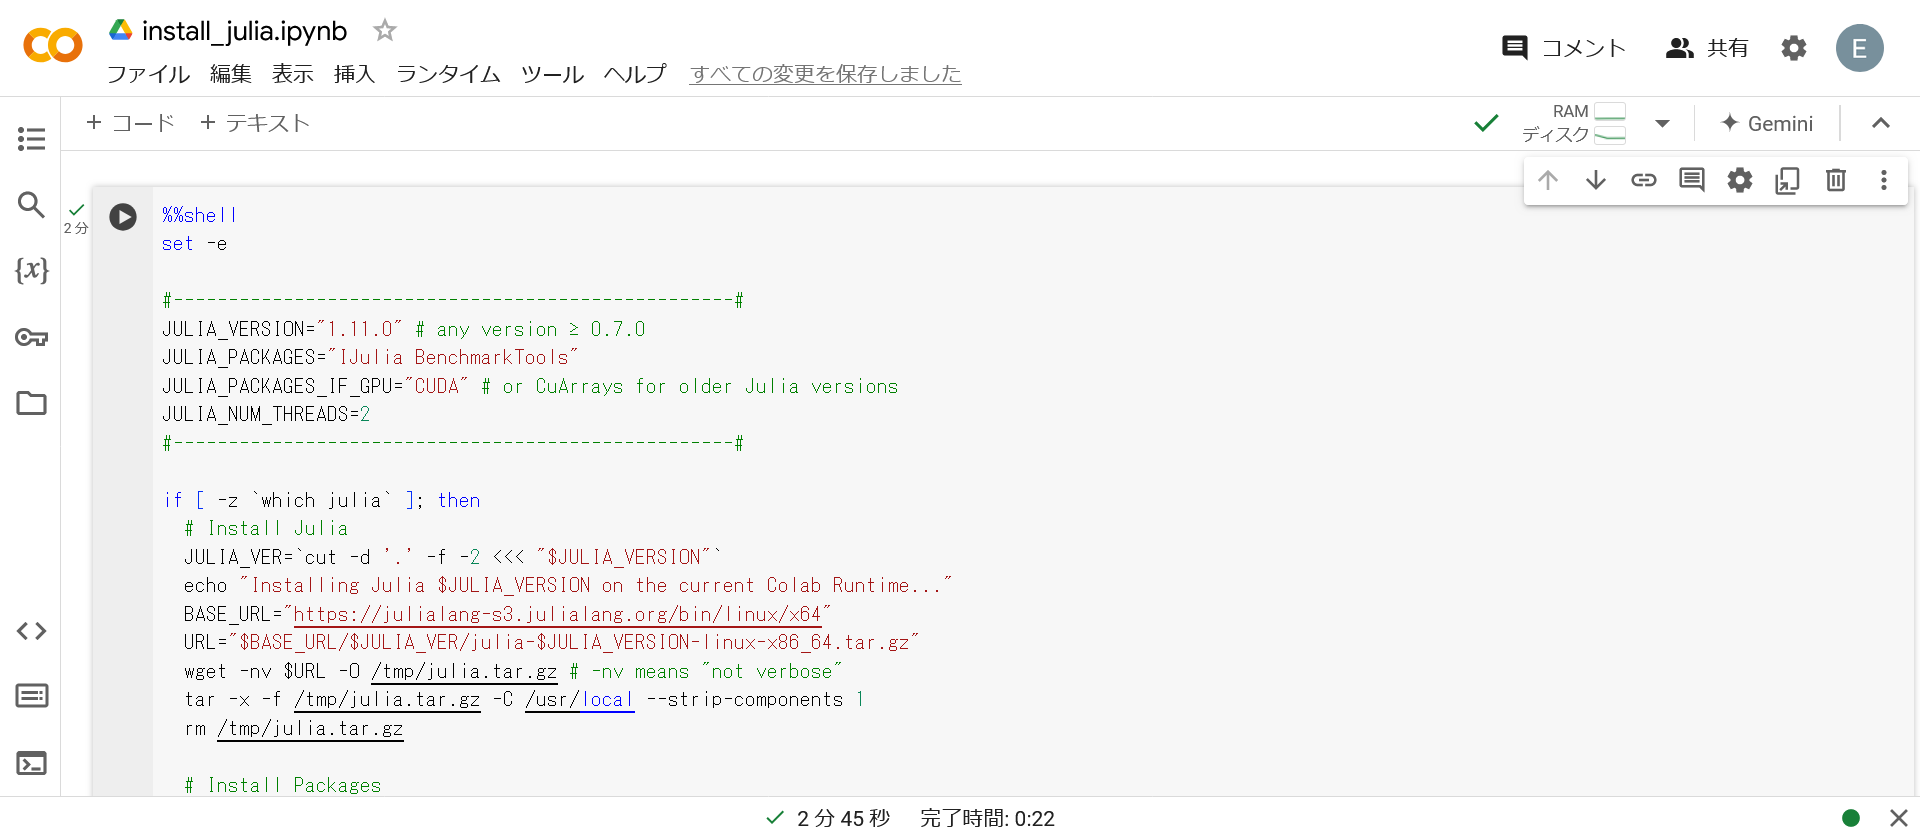 install_julia.ipynb
ファイル 編集 表示 挿入 ランタイム ツール ヘルプ すべての変更を保存しました
コメント 共有 E
+ コード + テキスト
RAM
ディスク
Gemini
2 分
%%shell
set -e
#---------------------------------------------------#
JULIA_VERSION="1.11.0" # any version ≥ 0.7.0
JULIA_PACKAGES="IJulia BenchmarkTools"
JULIA_PACKAGES_IF_GPU="CUDA" # or CuArrays for older Julia versions
JULIA_NUM_THREADS=2
#---------------------------------------------------#
if [ -z `which julia` ]; then
# Install Julia
JULIA_VER=`cut -d '.' -f -2 <<< "$JULIA_VERSION"`
echo "Installing Julia $JULIA_VERSION on the current Colab Runtime..."
BASE_URL="https://julialang-s3.julialang.org/bin/linux/x64"
URL="$BASE_URL/$JULIA_VER/julia-$JULIA_VERSION-linux-x86_64.tar.gz"
wget -nv $URL -O /tmp/julia.tar.gz # -nv means "not verbose"
tar -x -f /tmp/julia.tar.gz -C /usr/local --strip-components 1
rm /tmp/julia.tar.gz
# Install Packages
2 分 45 秒 完了時間: 0:22